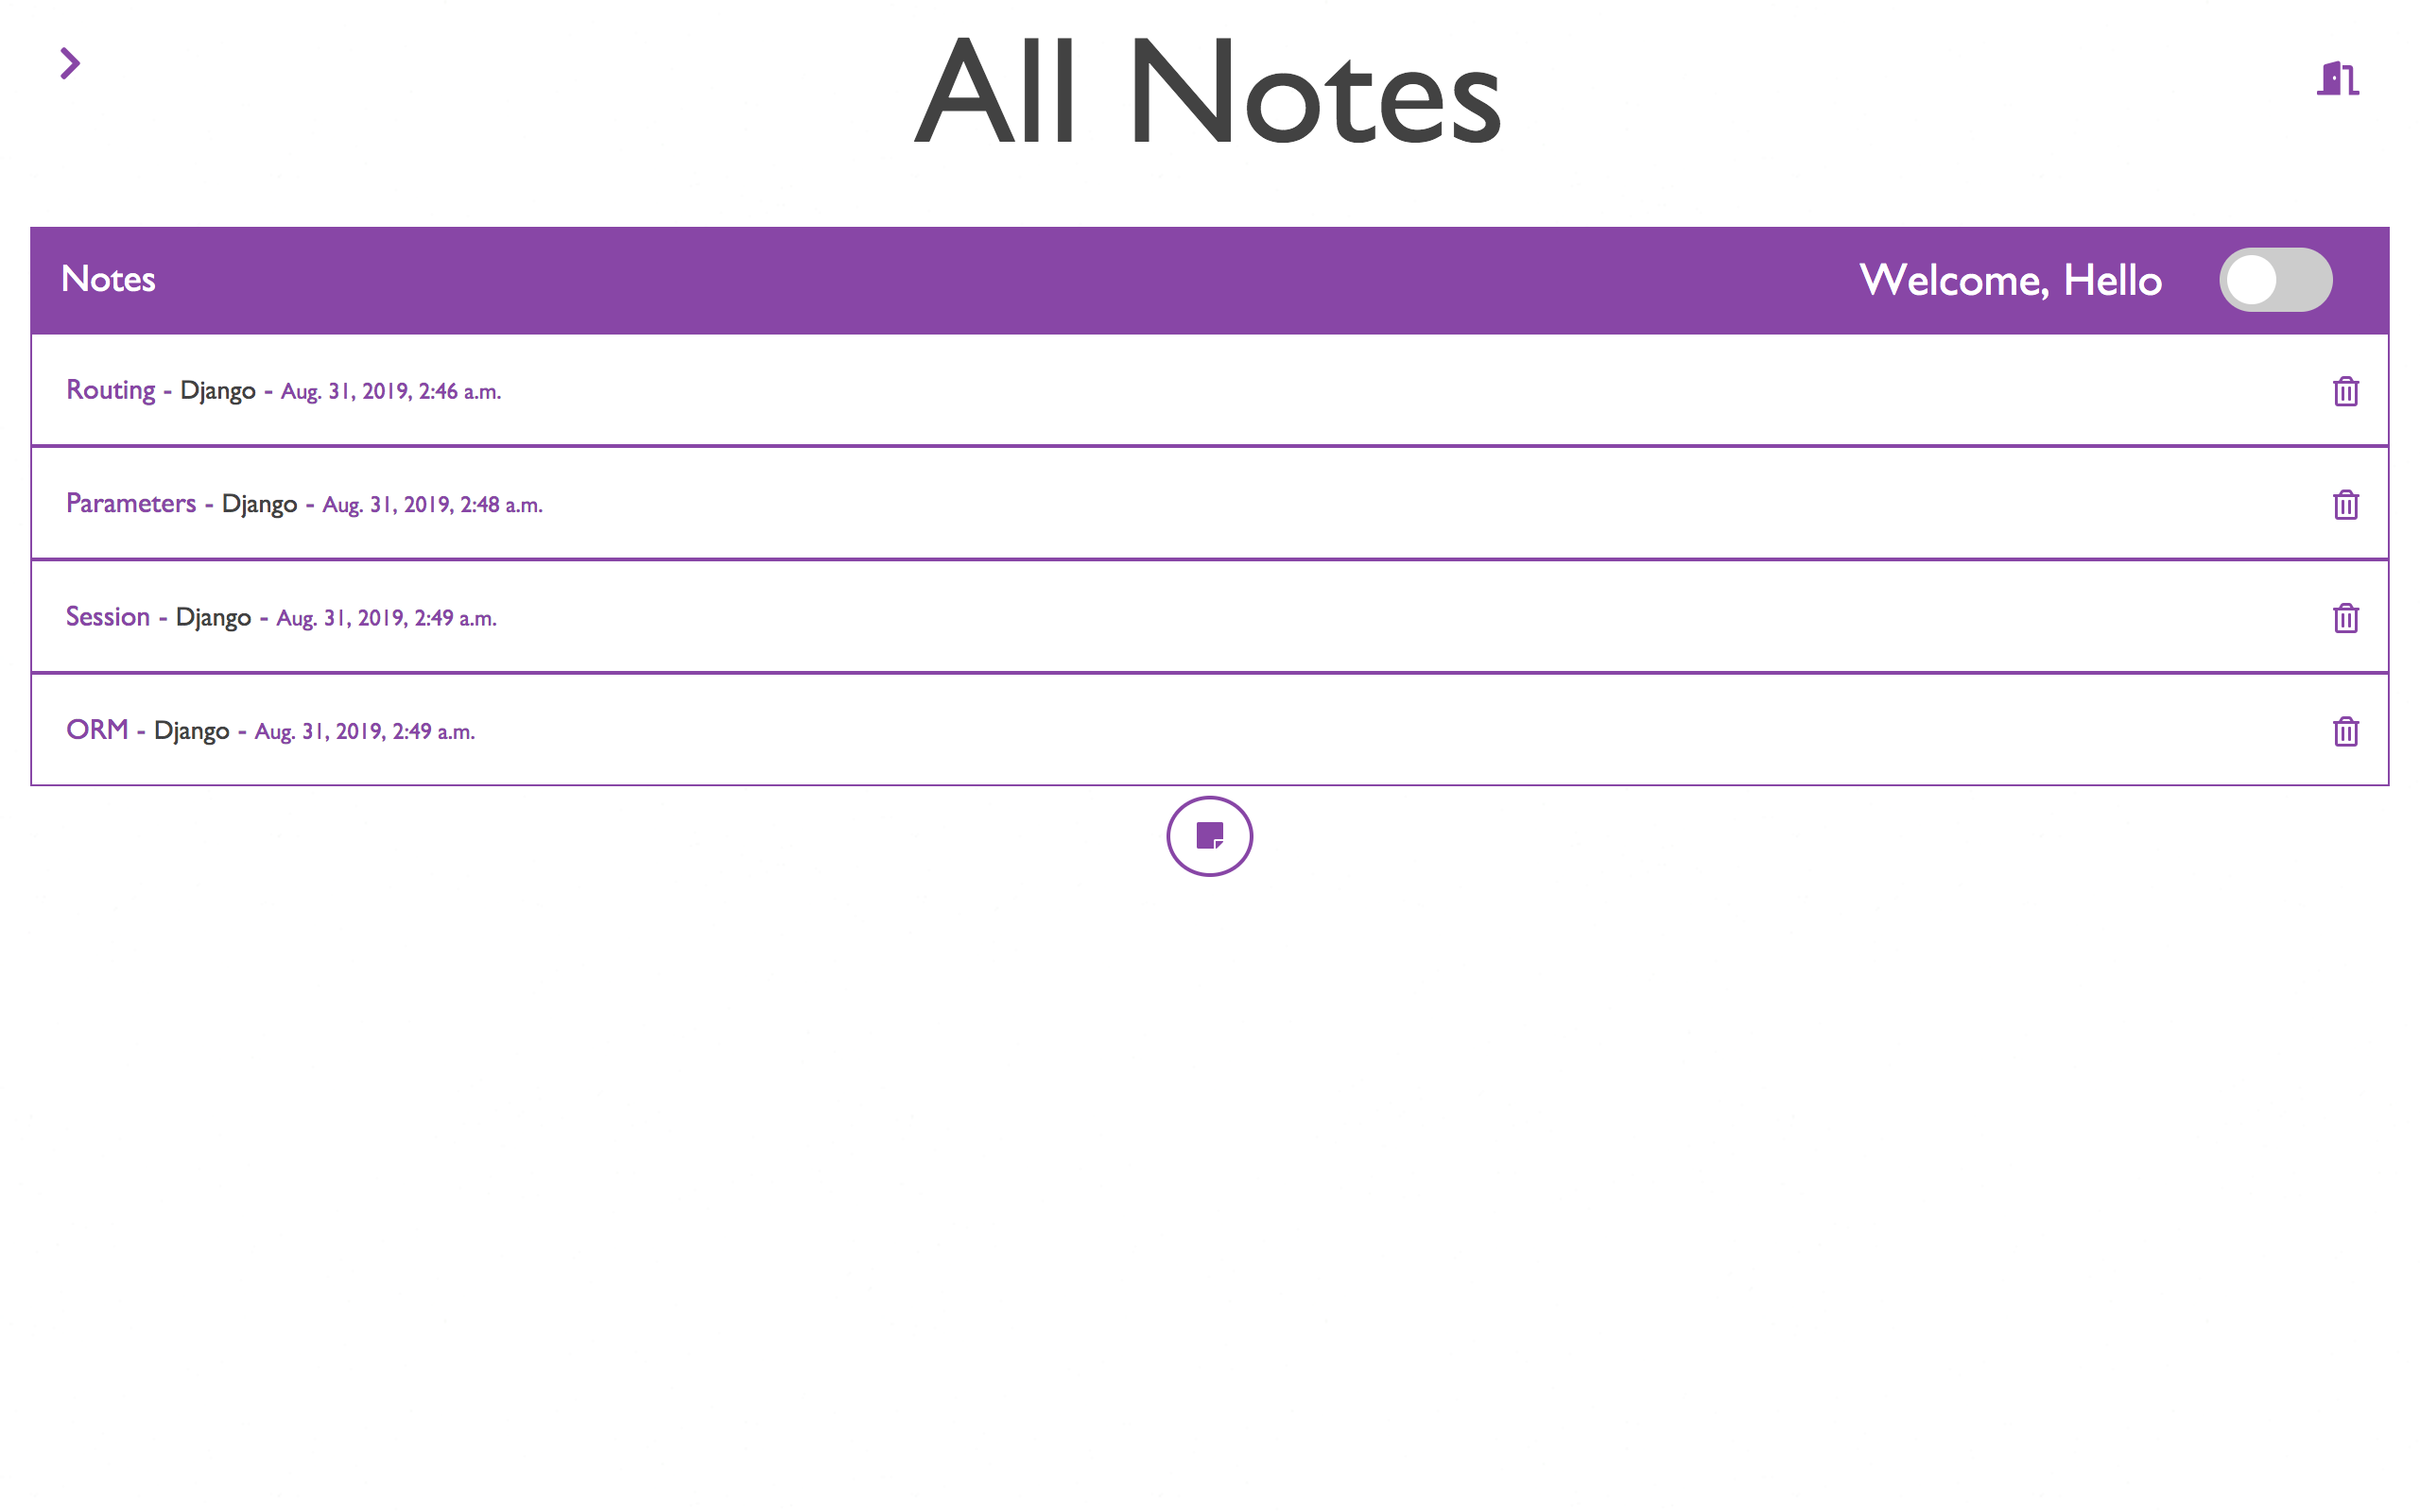 All Notes
Notes
Welcome, Hello
Routing - Django - Aug. 31, 2019, 2:46 a.m.
Parameters - Django - Aug. 31, 2019, 2:48 a.m.
Session - Django - Aug. 31, 2019, 2:49 a.m.
ORM - Django - Aug. 31, 2019, 2:49 a.m.